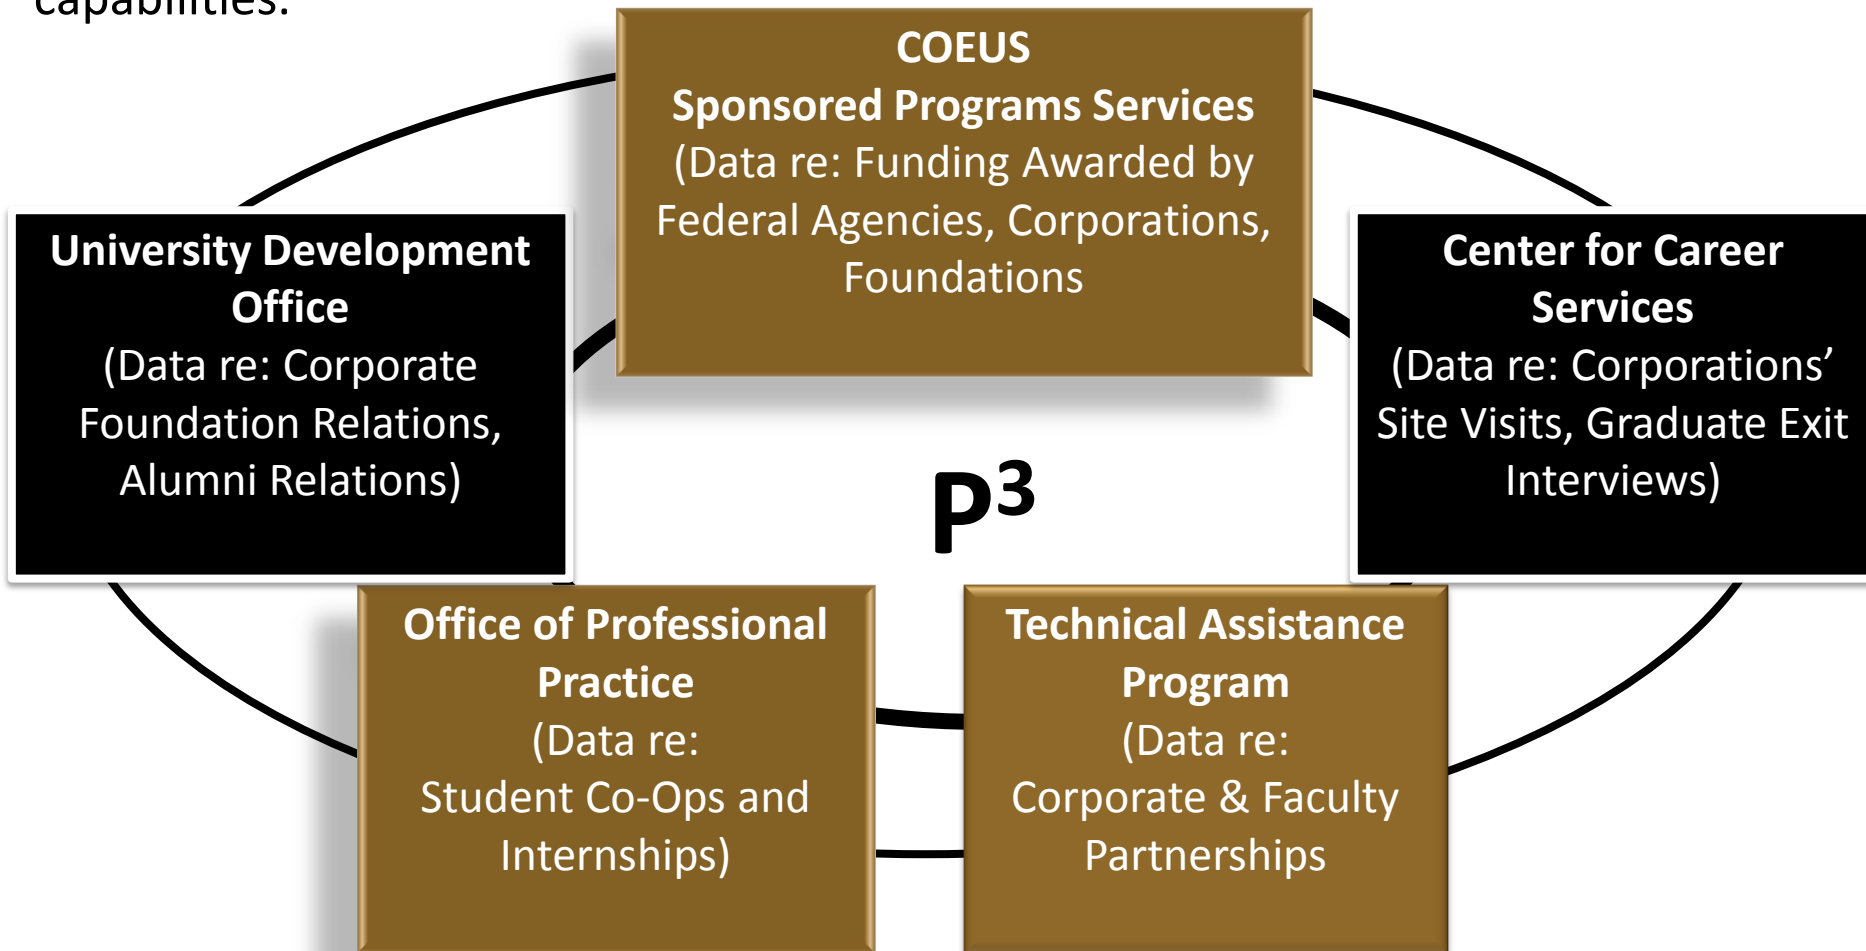 capabilities.
COEUS
Sponsored Programs Services
(Data re: Funding Awarded by
Federal Agencies, Corporations,
Foundations
University Development
Office
(Data re: Corporate
Foundation Relations,
Alumni Relations)
Center for Career
Services
(Data re: Corporations’
Site Visits, Graduate Exit
Interviews)
P³
Office of Professional
Practice
(Data re:
Student Co-Ops and
Internships)
Technical Assistance
Program
(Data re:
Corporate & Faculty
Partnerships